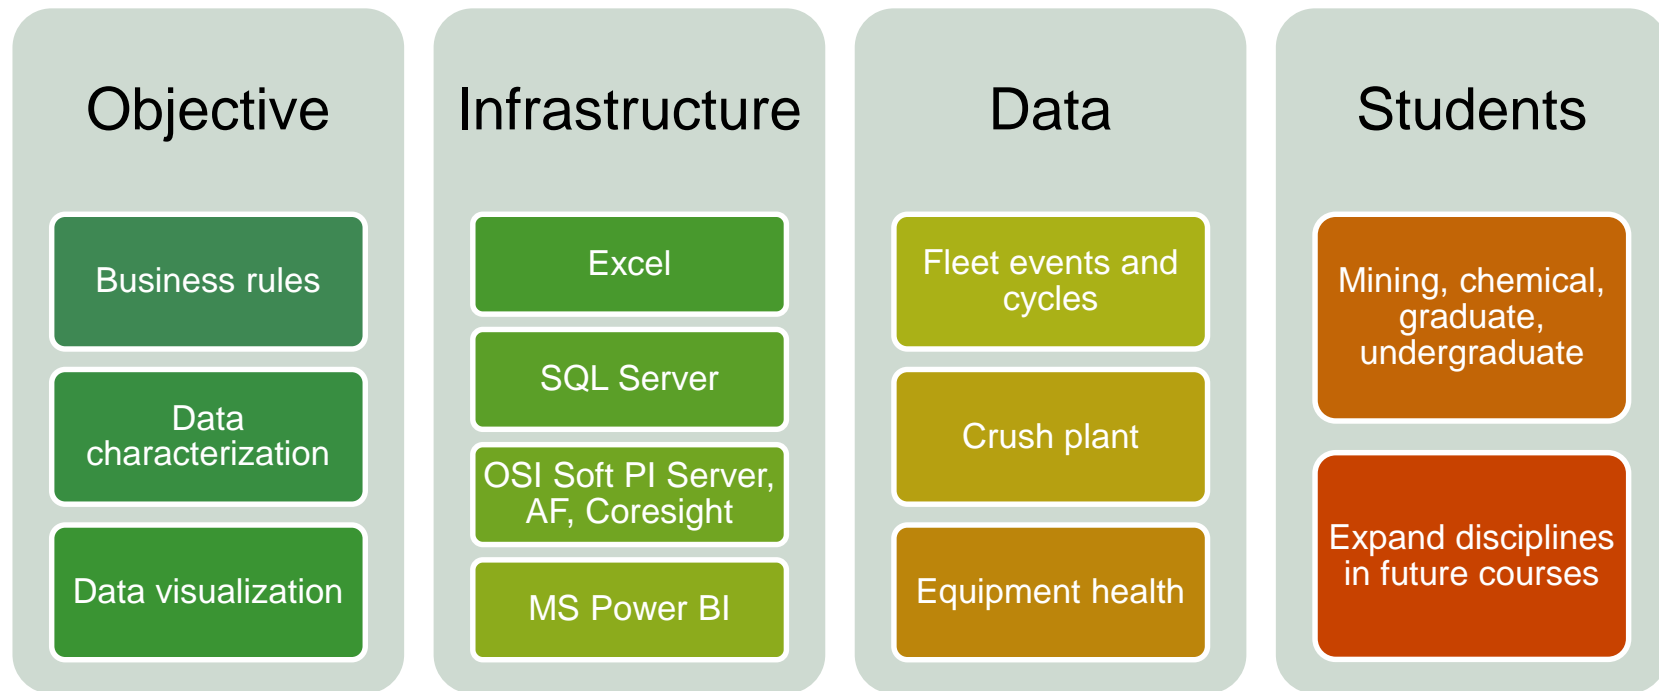 Objective
Business rules
Data
characterization
Data visualization
Infrastructure
Excel
SQL Server
OSI Soft PI Server,
AF, Coresight
MS Power BI
Data
Fleet events and
cycles
Crush plant
Equipment health
Students
Mining, chemical,
graduate,
undergraduate
Expand disciplines
in future courses